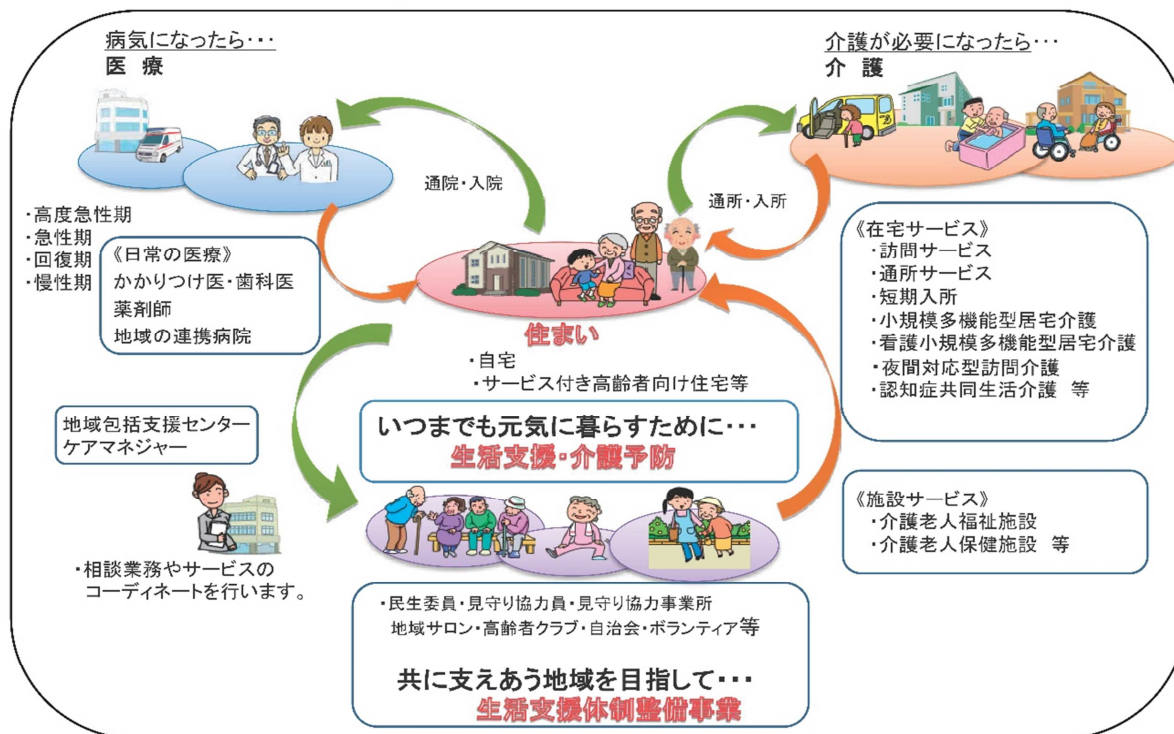 病気になったら･･･
医 療
介護が必要になったら･･･
介 護
通院・入院
通所・入所
・高度急性期
・急性期
・回復期
・慢性期
《日常の医療》
かかりつけ医・歯科医
薬剤師
地域の連携病院
《在宅サービス》
・訪問サービス
・通所サービス
・短期入所
・小規模多機能型居宅介護
・看護小規模多機能型居宅介護
・夜間対応型訪問介護
・認知症共同生活介護 等
住まい
・自宅
・サービス付き高齢者向け住宅等
地域包括支援センター
ケアマネジャー
いつまでも元気に暮らすために･･･
生活支援・介護予防
《施設サービス》
・介護老人福祉施設
・介護老人保健施設 等
・相談業務やサービスの
コーディネートを行います。
・民生委員・見守り協力員・見守り協力事業所
地域サロン・高齢者クラブ・自治会・ボランティア等
共に支えあう地域を目指して･･･
生活支援体制整備事業